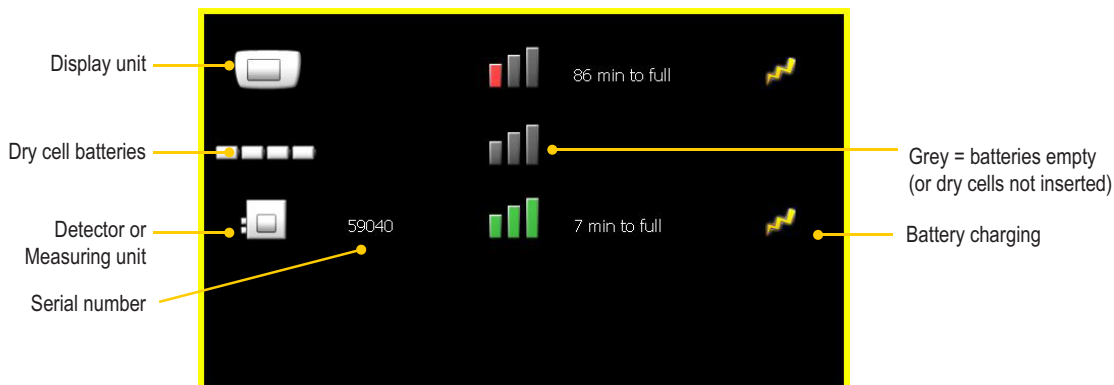 Display unit
86 min to full
Dry cell batteries
Grey = batteries empty
(or dry cells not inserted)
Detector or
Measuring unit
59040
7 min to full
Battery charging
Serial number